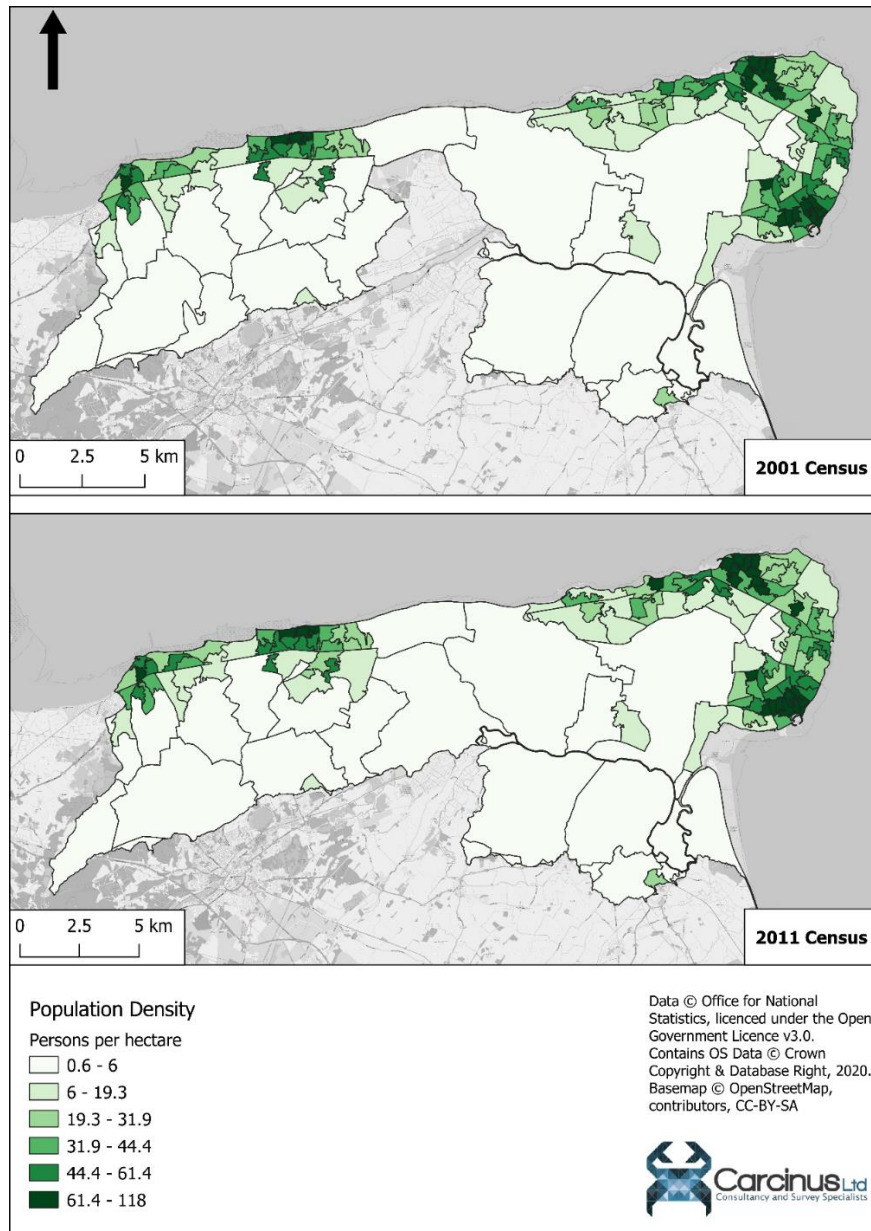 0 2.5 5 km
2001 Census
0 2.5 5 km
2011 Census
Population Density
Persons per hectare
0.6 - 6
6 - 19.3
19.3 - 31.9
31.9 - 44.4
44.4 - 61.4
61.4 - 118
Data © Office for National
Statistics, licenced under the Open
Government Licence v3.0.
Contains OS Data © Crown
Copyright & Database Right, 2020.
Basemap © OpenStreetMap,
contributors, CC-BY-SA
Carcinus Ltd
Consultancy and Survey Specialists